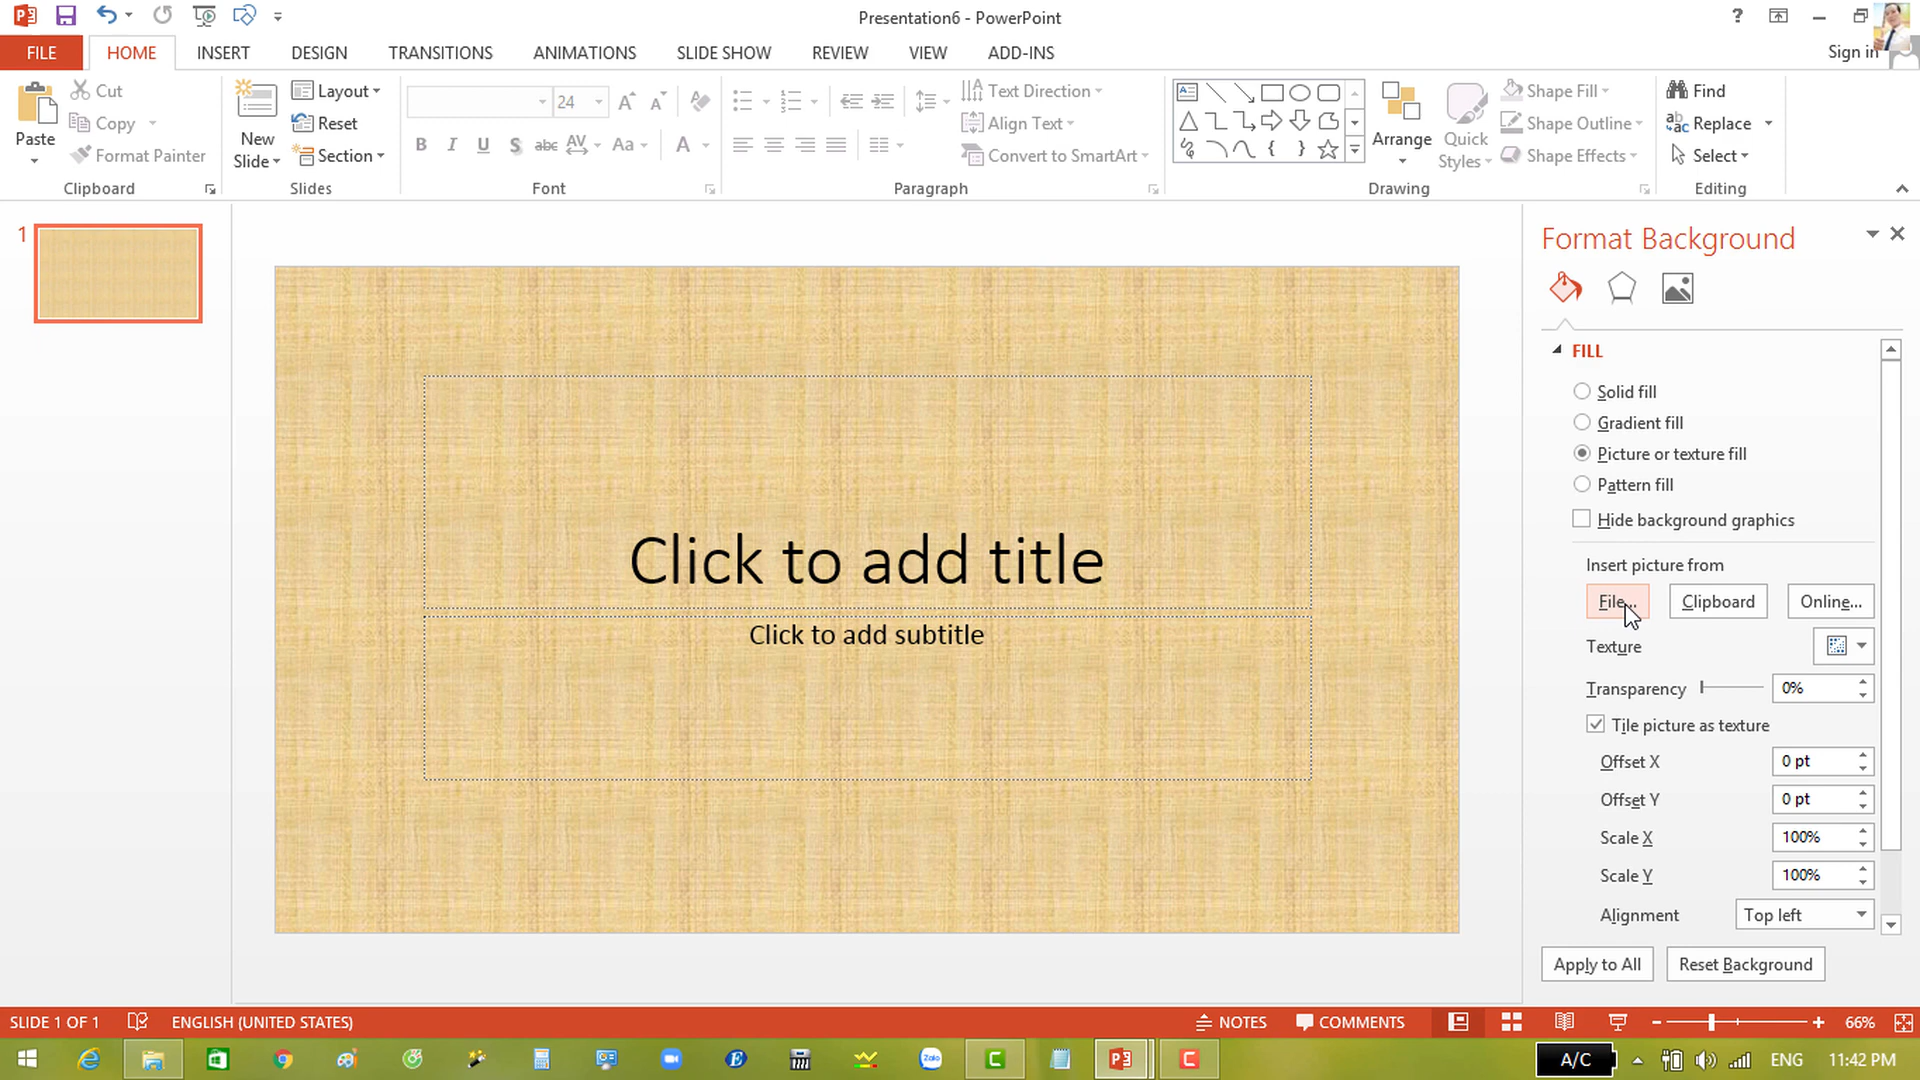 Presentation6 - PowerPoint
?
FILE
HOME
INSERT
DESIGN
TRANSITIONS
ANIMATIONS
SLIDE SHOW
REVIEW
VIEW
ADD-INS
Sign in
Paste
Cut
Copy
Format Painter
Clipboard
New
Slide
Layout
Reset
Section
Slides
24
B I U S abc AV Aa A
Font
Text Direction
Align Text
Convert to SmartArt
Paragraph
Arrange
Quick
Styles
Shape Fill
Shape Outline
Shape Effects
Drawing
Find
Replace
Select
Editing
1
Click to add title
Click to add subtitle
Format Background
FILL
Solid fill
Gradient fill
Picture or texture fill
Pattern fill
Hide background graphics
Insert picture from
File...
Clipboard
Online...
Texture
Transparency
0%
Tile picture as texture
Offset X
0 pt
Offset Y
0 pt
Scale X
100%
Scale Y
100%
Alignment
Top left
Apply to All
Reset Background
SLIDE 1 OF 1
ENGLISH (UNITED STATES)
NOTES
COMMENTS
66%
Zalo
A/C
ENG
11:42 PM